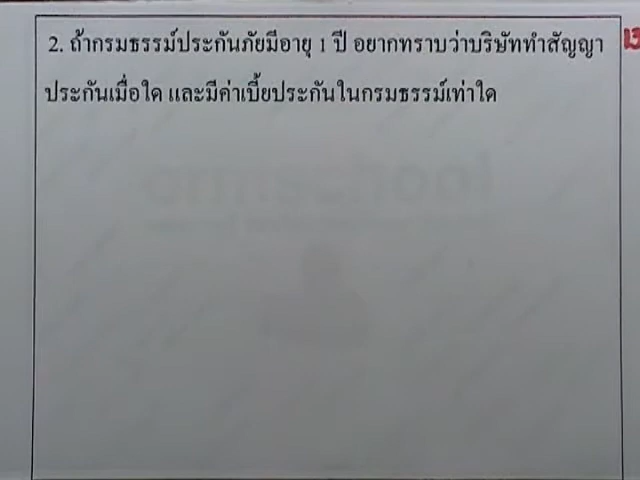 2. ถ้ากรมธรรม์ประกันภัยมีอายุ 1 ปี อยากทราบว่าบริษัททำสัญญา
ประกันเมื่อใด และมีค่าเบี้ยประกันในกรมธรรม์เท่าใด